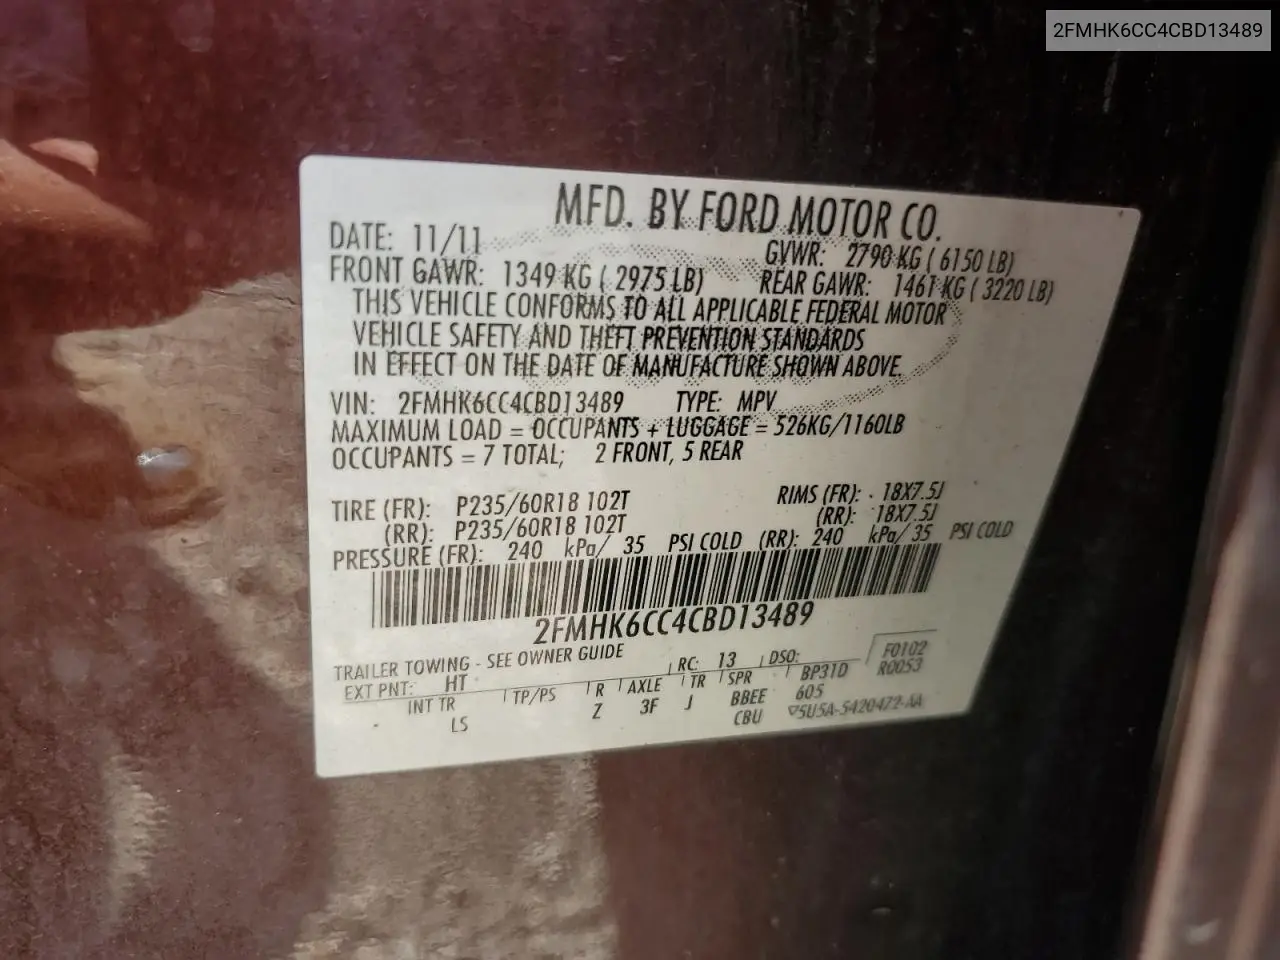 2FMHK6CC4CBD13489
MFD. BY FORD MOTOR CO.
DATE: 11/11 GVWR: 2790 KG ( 6150 LB)
FRONT GAWR: 1349 KG ( 2975 LB) REAR GAWR: 1461 KG ( 3220 LB)
THIS VEHICLE CONFORMS TO ALL APPLICABLE FEDERAL MOTOR
VEHICLE SAFETY AND THEFT PREVENTION STANDARDS
IN EFFECT ON THE DATE OF MANUFACTURE SHOWN ABOVE.
VIN: 2FMHK6CC4CBD13489 TYPE: MPV
MAXIMUM LOAD = OCCUPANTS + LUGGAGE = 526KG/1160LB
OCCUPANTS = 7 TOTAL; 2 FRONT, 5 REAR
TIRE (FR): P235/60R18 102T RIMS (FR): 18X7.5J
(RR): P235/60R18 102T (RR): 18X7.5J
PRESSURE (FR): 240 kPa/ 35 PSI COLD (RR): 240 kPa/ 35 PSI COLD
2FMHK6CC4CBD13489
TRAILER TOWING - SEE OWNER GUIDE
EXT PNT: HT RC: 13 DSO: F0102
INT TR TP/PS R AXLE TR SPR BP31D R0053
LS Z 3F J BBEE 605
CBU 5U5A-5420472-AA